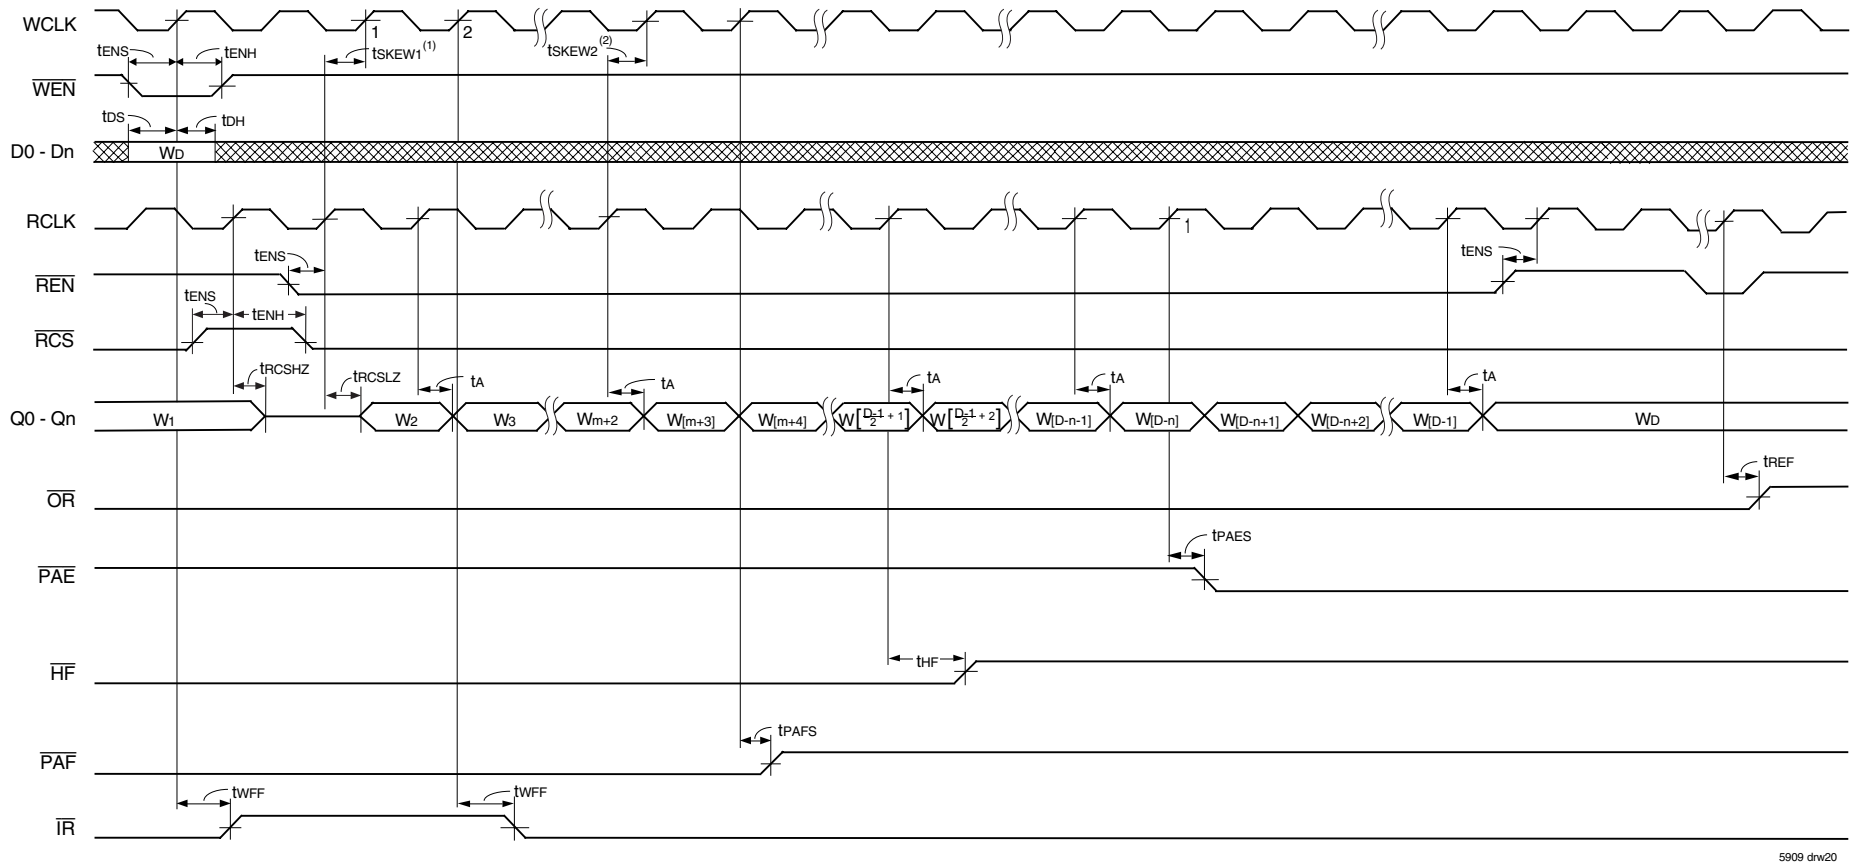 WCLK
1
2
tENS
tENH
tSKEW1(1)
tSKEW2(2)
WEN
tDS
tDH
D0 - Dn
WD
RCLK
1
tENS
tENS
REN
tENS
tENH
RCS
tRCSHZ
tRCSLZ
tA
tA
tA
tA
tA
Q0 - Qn
W1
W2
W3
Wm+2
W[m+3]
W[m+4]
W[D-1/2 + 1]
W[D-1/2 + 2]
W[D-n-1]
W[D-n]
W[D-n+1]
W[D-n+2]
W[D-1]
WD
tREF
OR
tPAES
PAE
tHF
HF
tPAFS
PAF
tWFF
tWFF
IR
5909 drw20